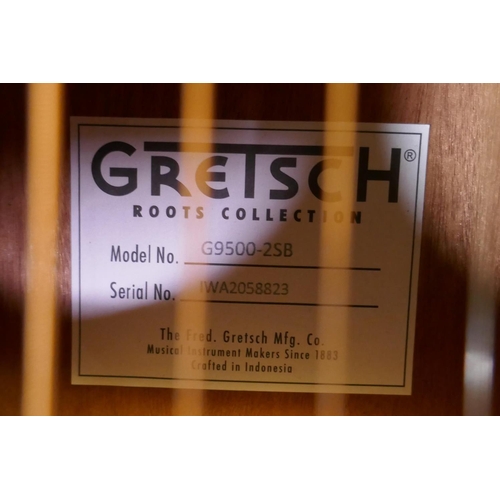 GRETSCH®
ROOTS COLLECTION
Model No. G9500-2SB
Serial No. IWA2058823
The Fred. Gretsch Mfg. Co.
Musical Instrument Makers Since 1883
Crafted in Indonesia